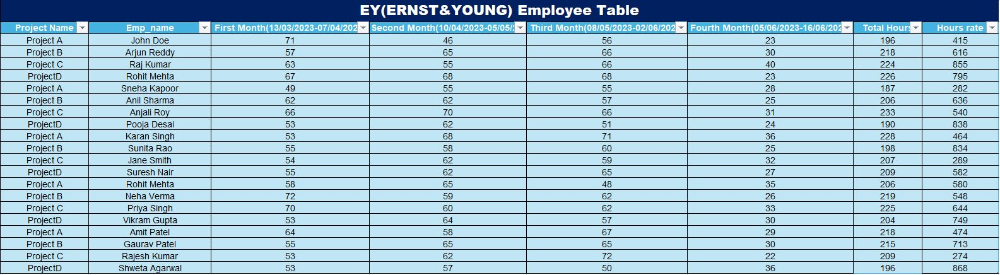 EY(ERNST&YOUNG) Employee Table
Project Name Emp_name First Month(13/03/2023-07/04/202 Second Month(10/04/2023-05/05/2 Third Month(08/05/2023-02/06/202 Fourth Month(05/06/2023-16/06/202 Total Hours Hours rate
Project A John Doe 71 46 56 23 196 415
Project B Arjun Reddy 57 65 66 30 218 616
Project C Raj Kumar 63 55 66 40 224 855
ProjectD Rohit Mehta 67 68 68 23 226 795
Project A Sneha Kapoor 49 55 55 28 187 282
Project B Anil Sharma 62 62 57 25 206 636
Project C Anjali Roy 66 70 66 31 233 540
ProjectD Pooja Desai 53 62 51 24 190 838
Project A Karan Singh 53 68 71 36 228 464
Project B Sunita Rao 55 58 60 25 198 834
Project C Jane Smith 54 62 59 32 207 289
ProjectD Suresh Nair 55 62 65 27 209 582
Project A Rohit Mehta 58 65 48 35 206 580
Project B Neha Verma 72 59 62 26 219 548
Project C Priya Singh 70 60 62 33 225 644
ProjectD Vikram Gupta 53 64 57 30 204 749
Project A Amit Patel 64 58 67 29 218 474
Project B Gaurav Patel 55 65 65 30 215 713
Project C Rajesh Kumar 53 62 72 22 209 274
ProjectD Shweta Agarwal 53 57 50 36 196 868